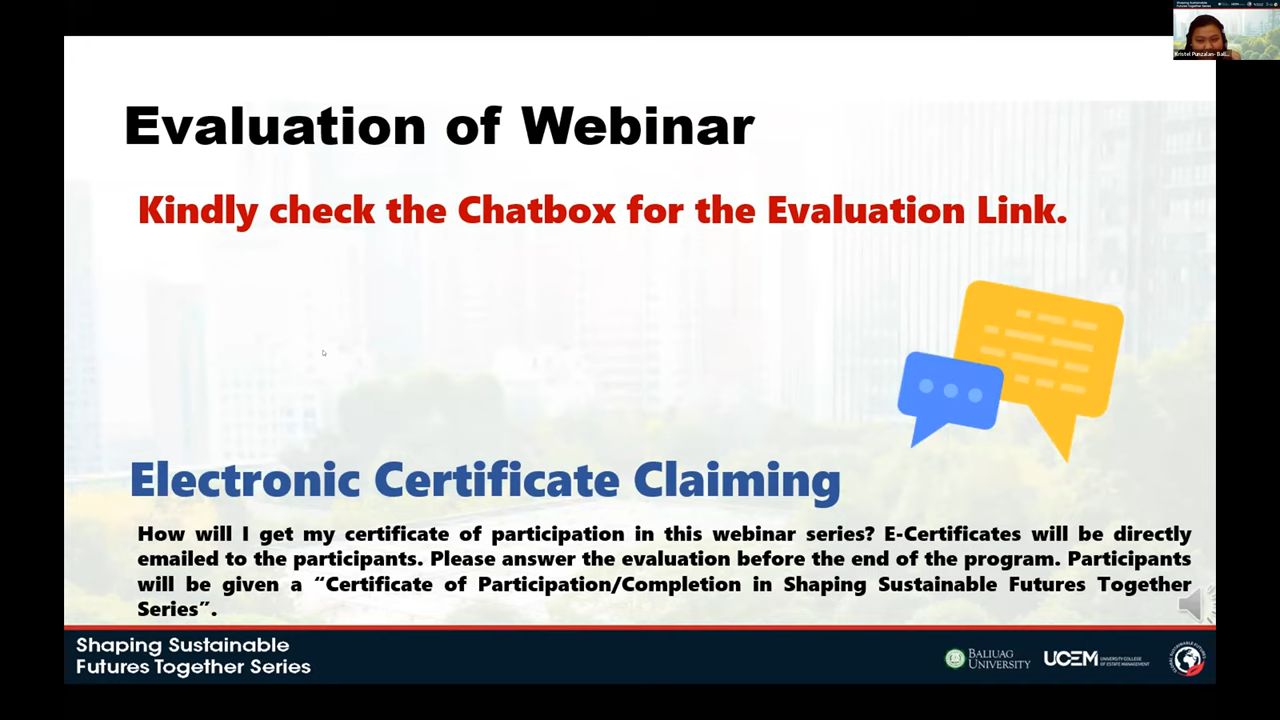 Evaluation of Webinar
Kindly check the Chatbox for the Evaluation Link.
Electronic Certificate Claiming
How will I get my certificate of participation in this webinar series? E-Certificates will be directly
emailed to the participants. Please answer the evaluation before the end of the program. Participants
will be given a “Certificate of Participation/Completion in Shaping Sustainable Futures Together
Series”.
Shaping Sustainable
Futures Together Series
BALIUAG
UNIVERSITY
UCEM
UNIVERSITY COLLEGE
OF ESTATE MANAGEMENT
Kristel Punzalan- Bali...